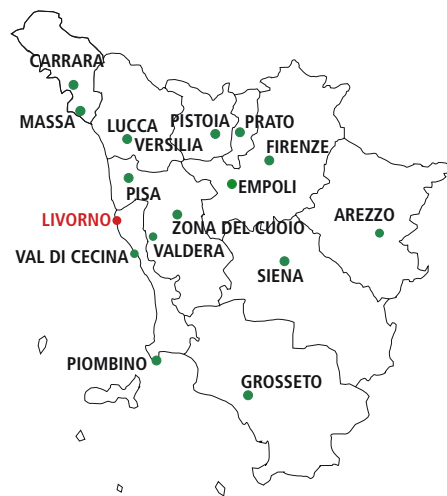 CARRARA
MASSA
LUCCA
VERSILIA
PISTOIA
PRATO
FIRENZE
PISA
EMPOLI
LIVORNO
ZONA DEL CUOIO
AREZZO
VAL DI CECINA
VALDERA
SIENA
PIOMBINO
GROSSETO